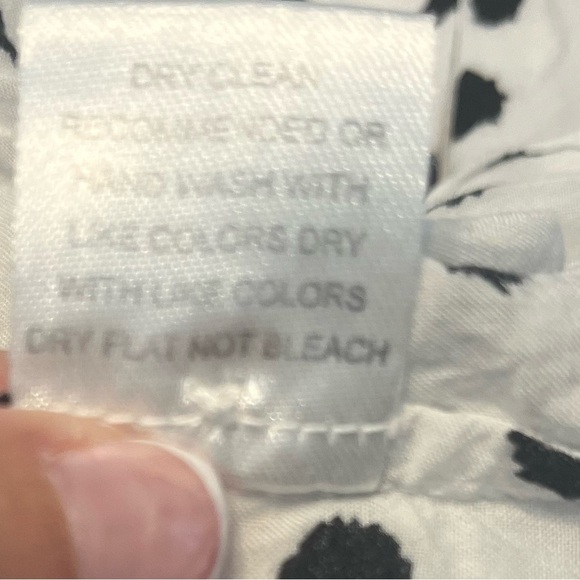 DRY CLEAN
RECOMMENDED OR
HAND WASH WITH
LIKE COLORS DRY
WITH LIKE COLORS
DRY FLAT NOT BLEACH